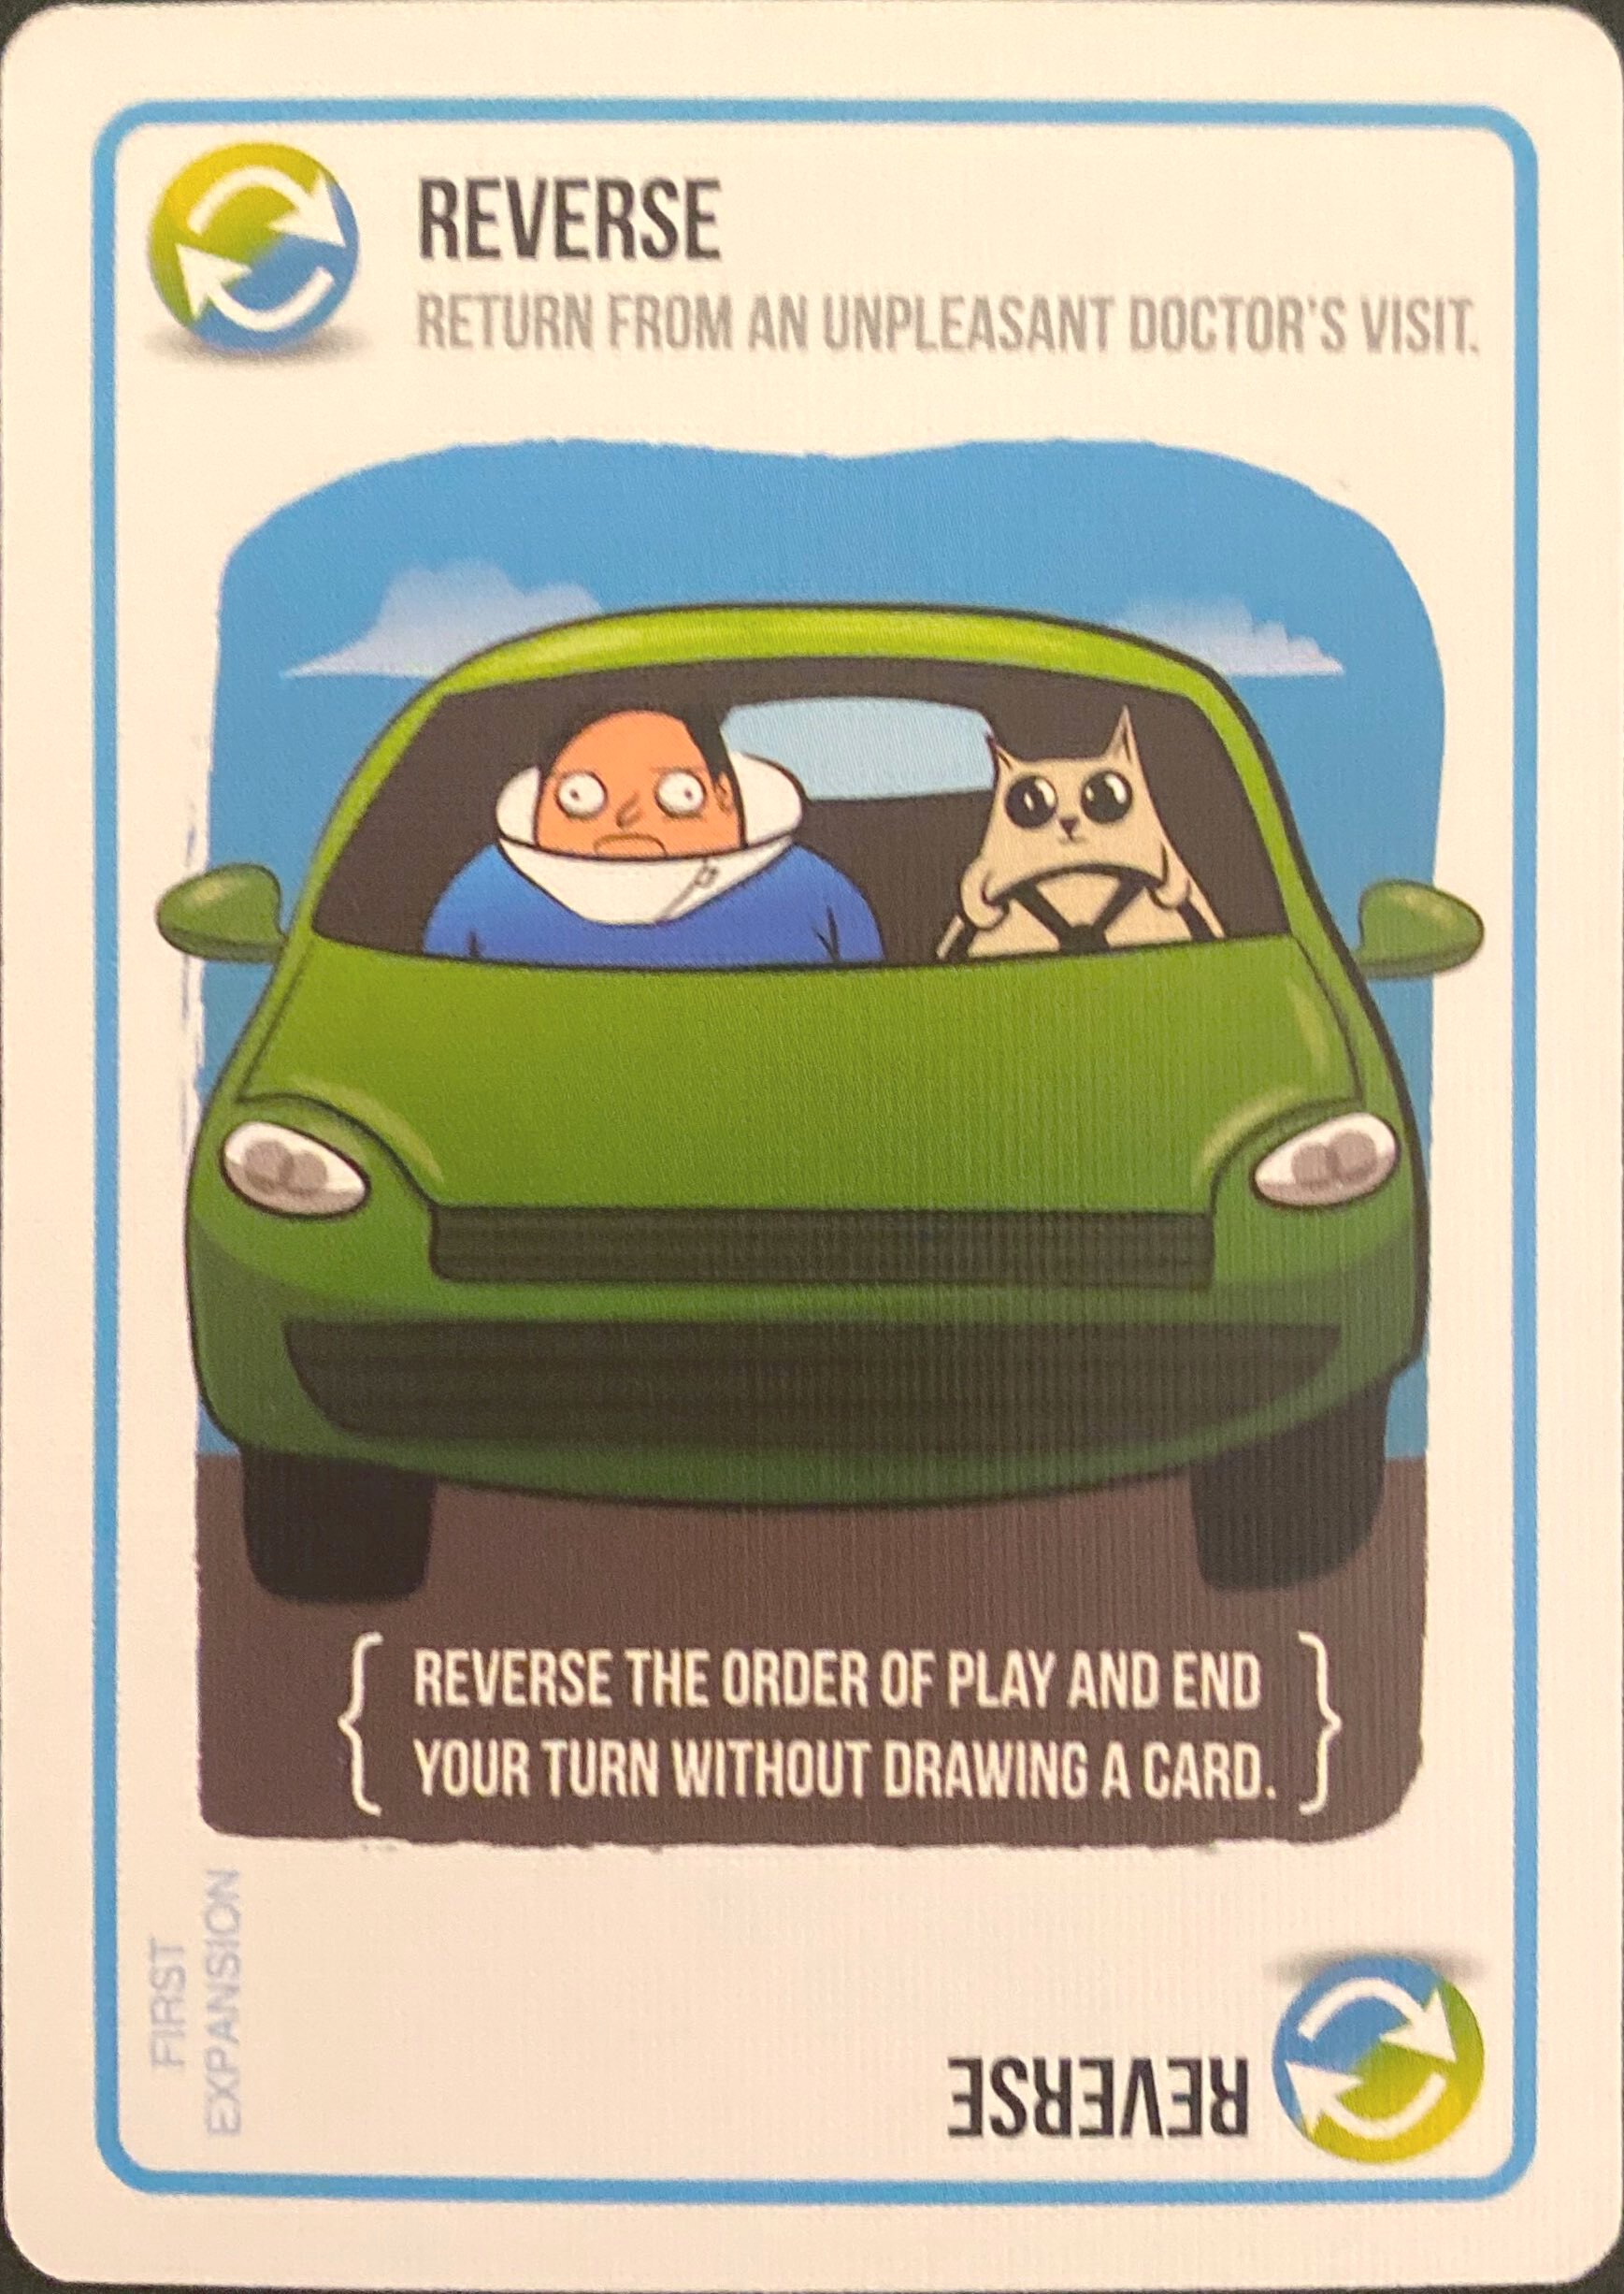 REVERSE
RETURN FROM AN UNPLEASANT DOCTOR'S VISIT.
REVERSE THE ORDER OF PLAY AND END
YOUR TURN WITHOUT DRAWING A CARD.
FIRST
EXPANSION
REVERSE